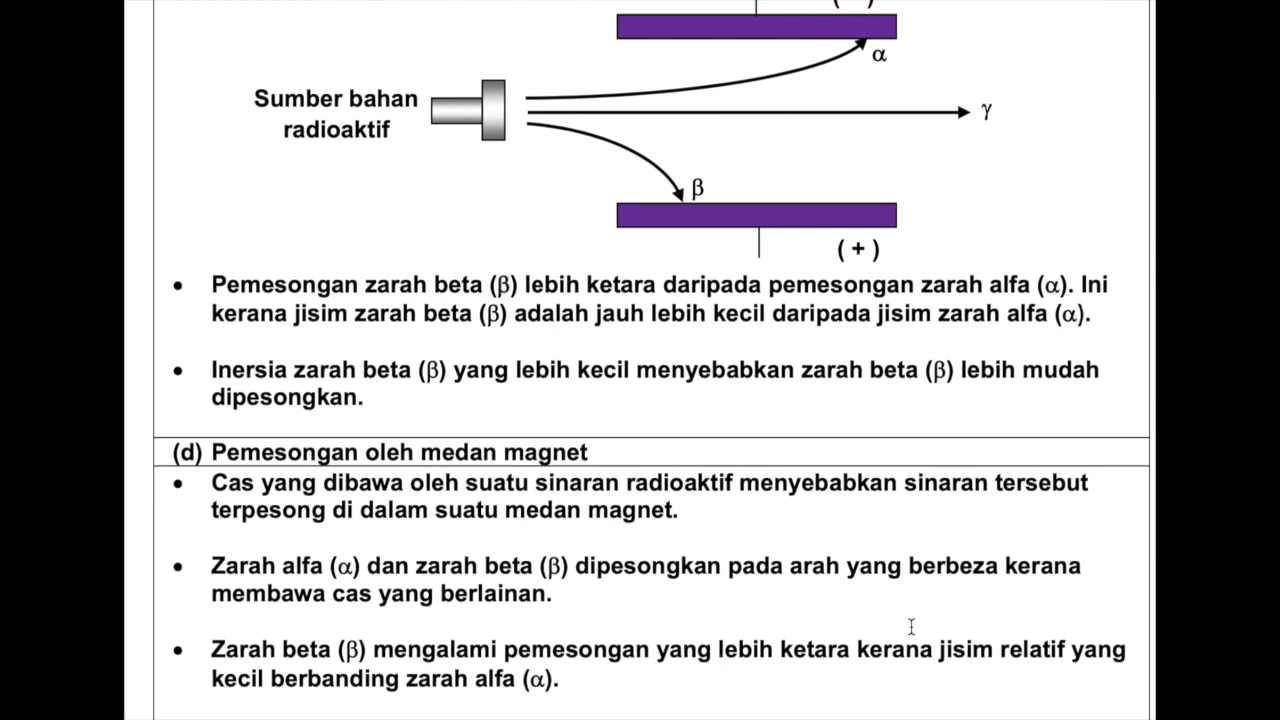 α
Sumber bahan
radioaktif
γ
β
( + )
• Pemesongan zarah beta (β) lebih ketara daripada pemesongan zarah alfa (α). Ini
kerana jisim zarah beta (β) adalah jauh lebih kecil daripada jisim zarah alfa (α).
• Inersia zarah beta (β) yang lebih kecil menyebabkan zarah beta (β) lebih mudah
dipesongkan.
(d) Pemesongan oleh medan magnet
• Cas yang dibawa oleh suatu sinaran radioaktif menyebabkan sinaran tersebut
terpesong di dalam suatu medan magnet.
• Zarah alfa (α) dan zarah beta (β) dipesongkan pada arah yang berbeza kerana
membawa cas yang berlainan.
• Zarah beta (β) mengalami pemesongan yang lebih ketara kerana jisim relatif yang
kecil berbanding zarah alfa (α).